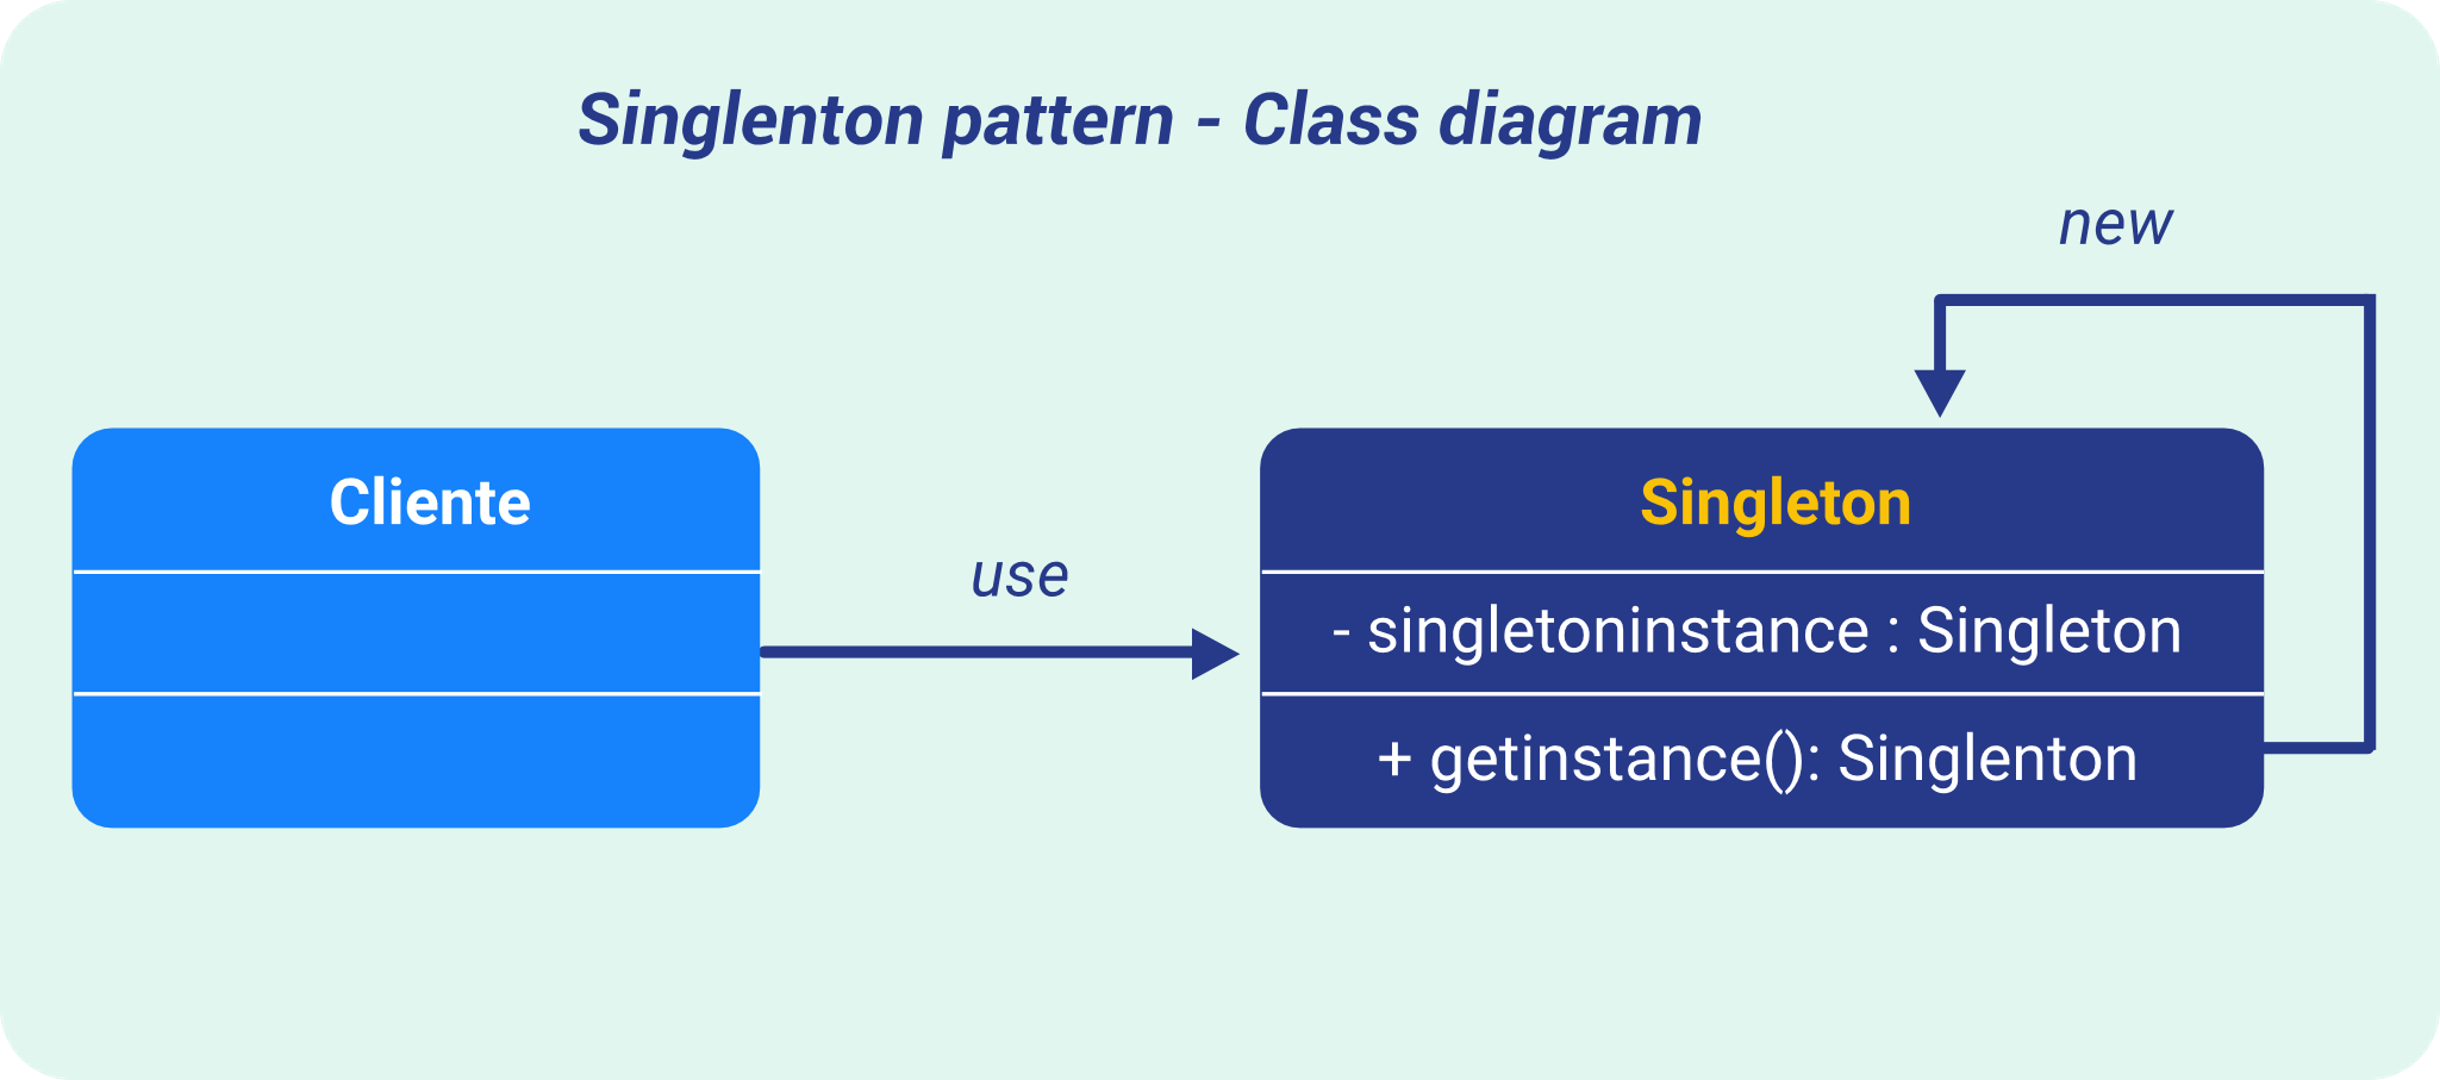 Singlenton pattern - Class diagram
new
Cliente
Singleton
use
- singletoninstance : Singleton
+ getinstance(): Singlenton